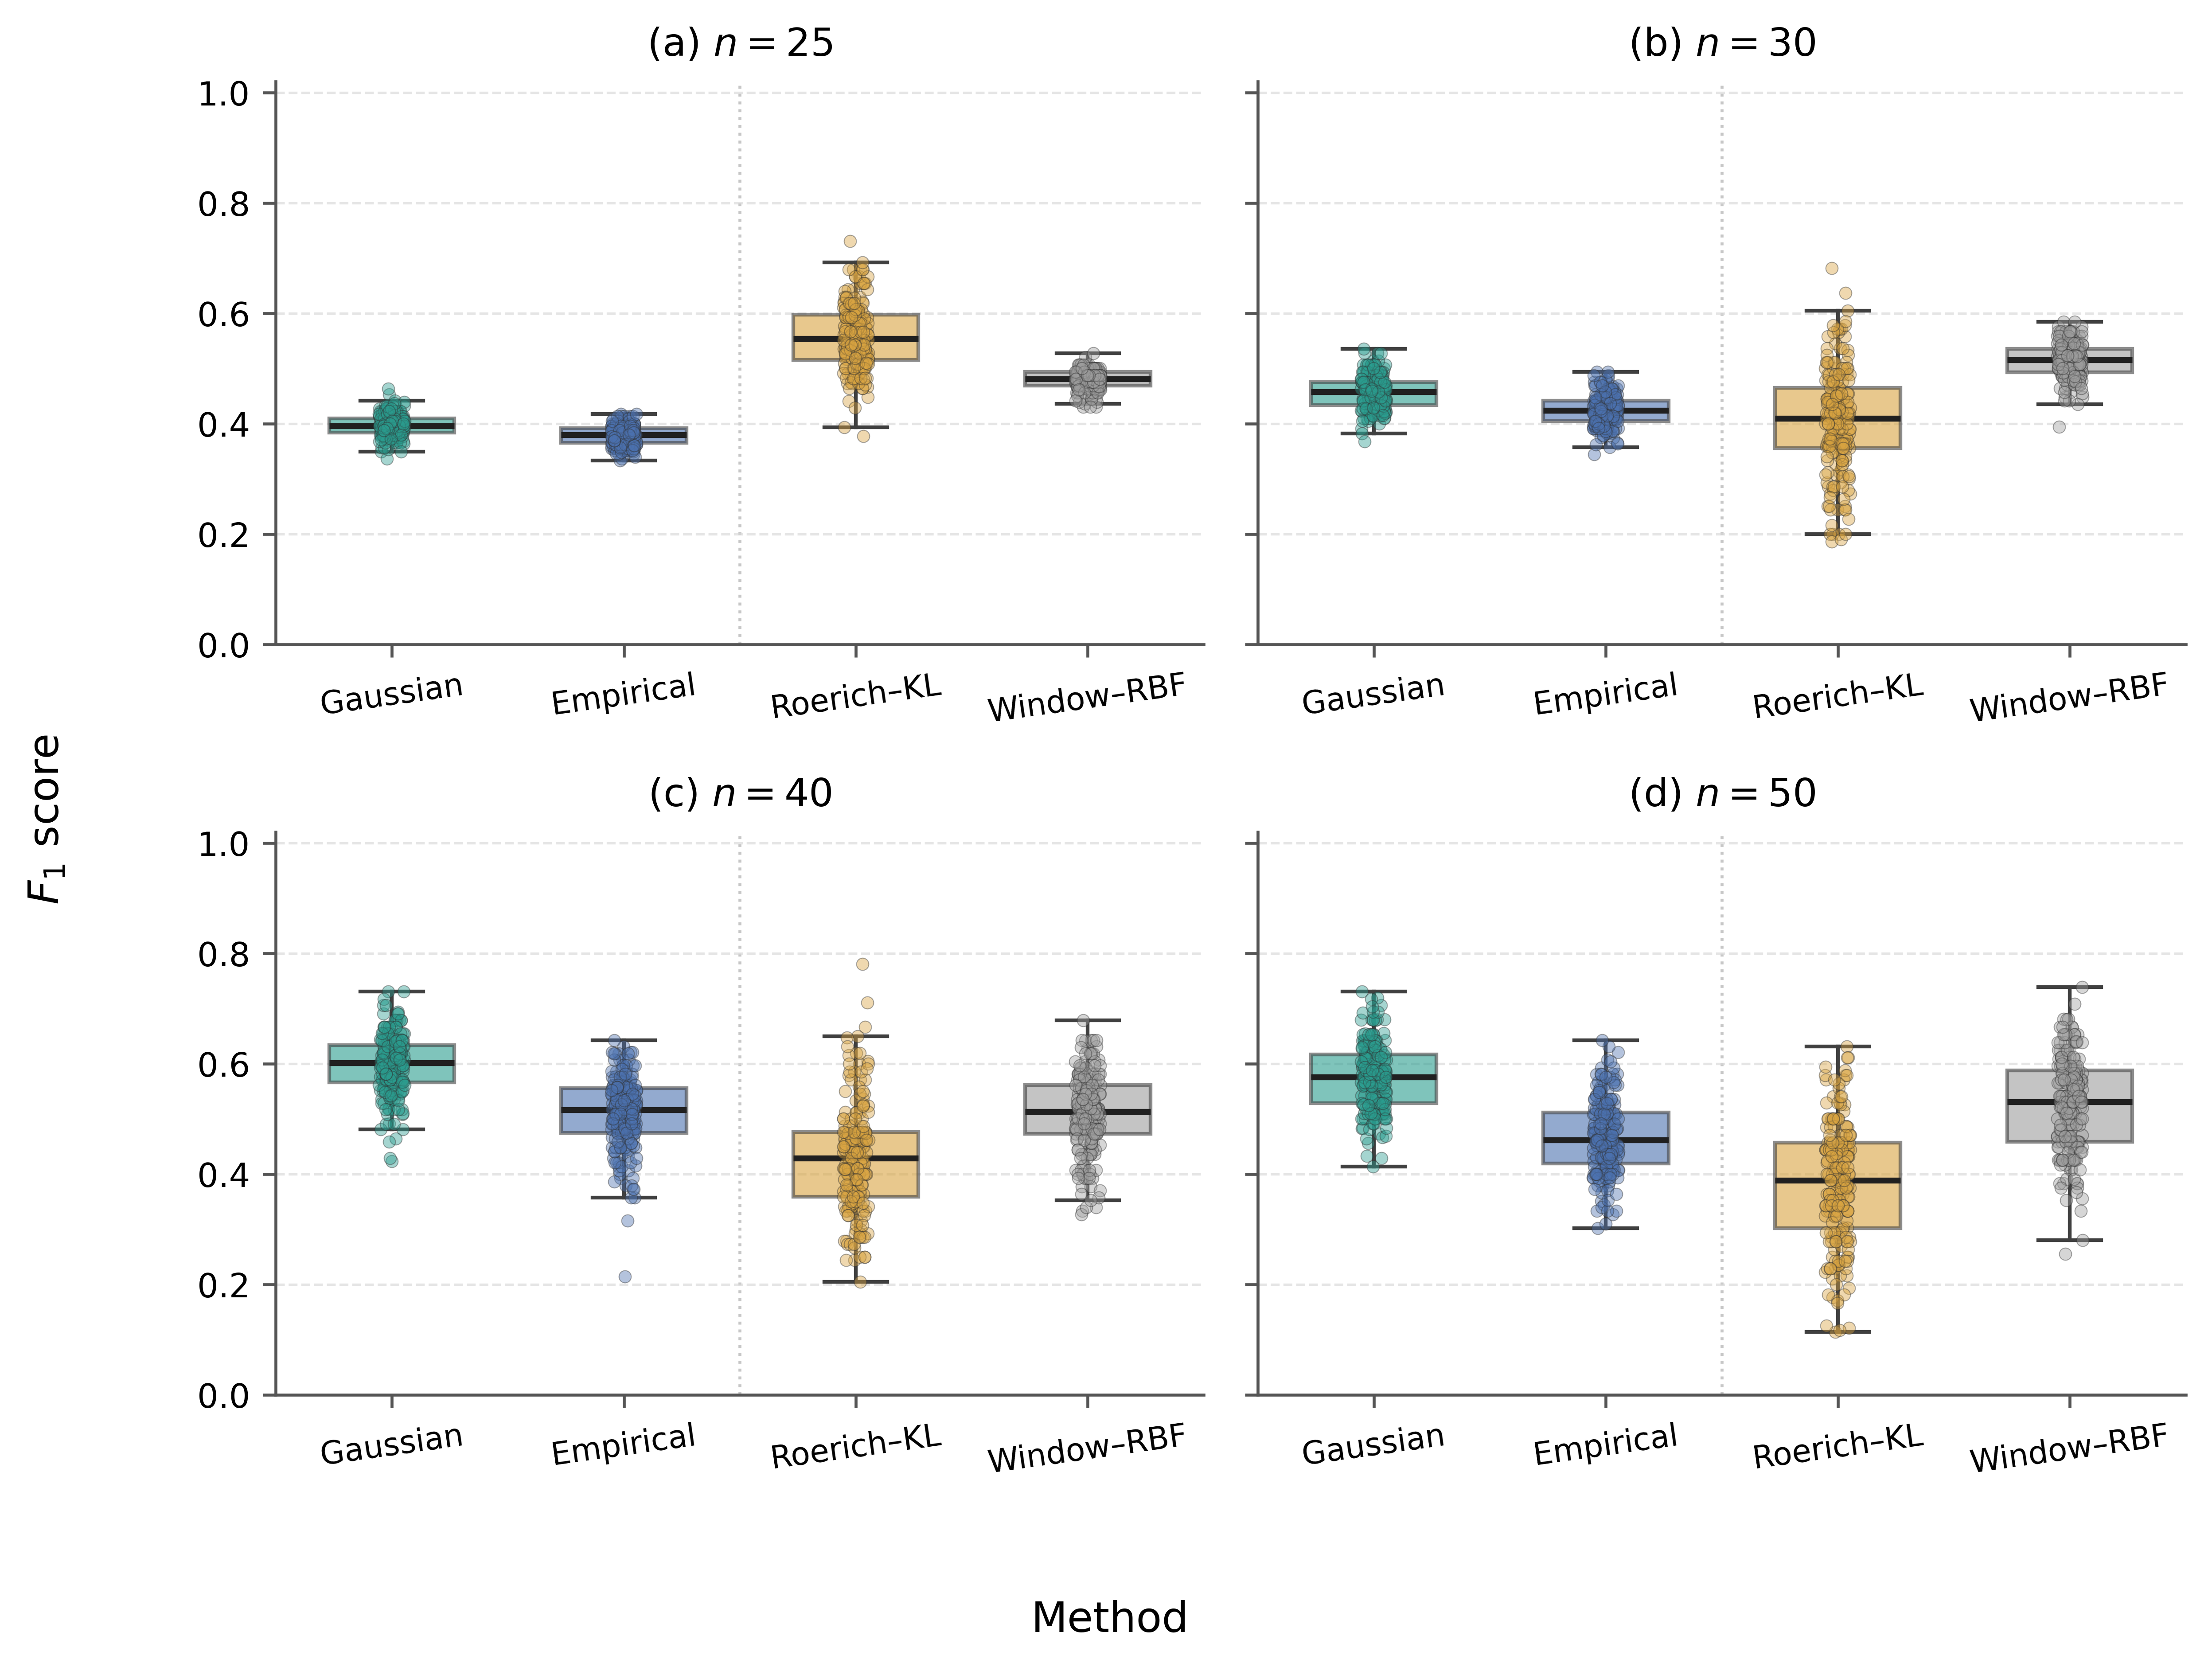 (a) n = 25
(b) n = 30
1.0
0.8
0.6
0.4
0.2
0.0
Gaussian Empirical Roerich–KL Window–RBF
Gaussian Empirical Roerich–KL Window–RBF
F1 score
(c) n = 40
(d) n = 50
1.0
0.8
0.6
0.4
0.2
0.0
Gaussian Empirical Roerich–KL Window–RBF
Gaussian Empirical Roerich–KL Window–RBF
Method